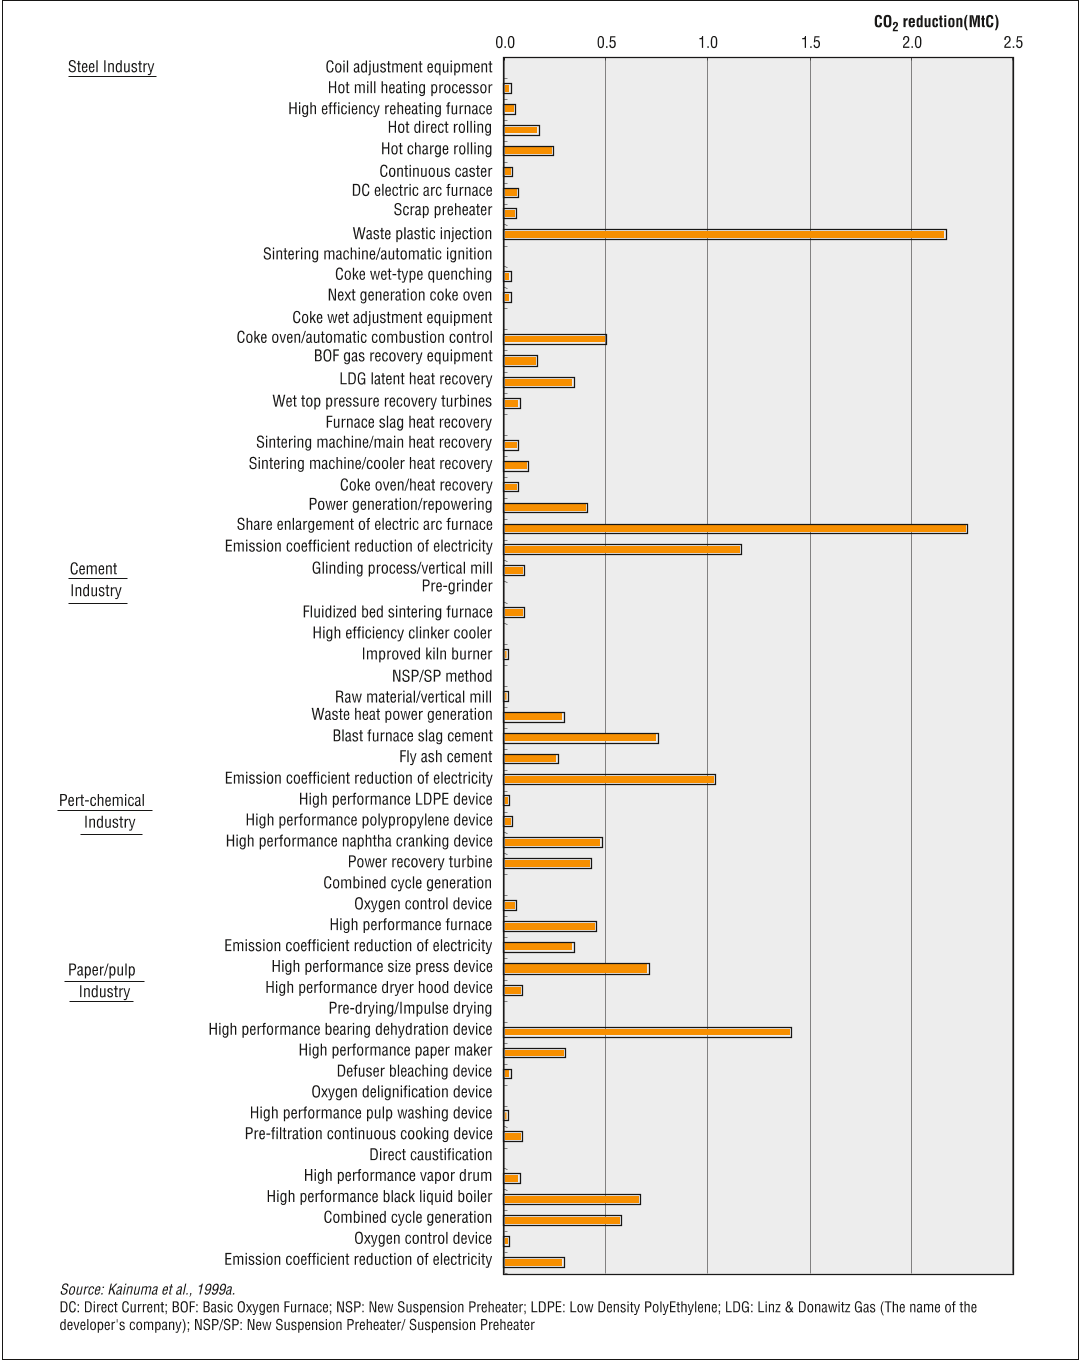 CO2 reduction(MtC)
0.0 0.5 1.0 1.5 2.0 2.5
Steel Industry
Coil adjustment equipment
Hot mill heating processor
High efficiency reheating furnace
Hot direct rolling
Hot charge rolling
Continuous caster
DC electric arc furnace
Scrap preheater
Waste plastic injection
Sintering machine/automatic ignition
Coke wet-type quenching
Next generation coke oven
Coke wet adjustment equipment
Coke oven/automatic combustion control
BOF gas recovery equipment
LDG latent heat recovery
Wet top pressure recovery turbines
Furnace slag heat recovery
Sintering machine/main heat recovery
Sintering machine/cooler heat recovery
Coke oven/heat recovery
Power generation/repowering
Share enlargement of electric arc furnace
Emission coefficient reduction of electricity
Cement
Industry
Glinding process/vertical mill
Pre-grinder
Fluidized bed sintering furnace
High efficiency clinker cooler
Improved kiln burner
NSP/SP method
Raw material/vertical mill
Waste heat power generation
Blast furnace slag cement
Fly ash cement
Emission coefficient reduction of electricity
Pert-chemical
Industry
High performance LDPE device
High performance polypropylene device
High performance naphtha cranking device
Power recovery turbine
Combined cycle generation
Oxygen control device
High performance furnace
Emission coefficient reduction of electricity
Paper/pulp
Industry
High performance size press device
High performance dryer hood device
Pre-drying/Impulse drying
High performance bearing dehydration device
High performance paper maker
Defuser bleaching device
Oxygen delignification device
High performance pulp washing device
Pre-filtration continuous cooking device
Direct caustification
High performance vapor drum
High performance black liquid boiler
Combined cycle generation
Oxygen control device
Emission coefficient reduction of electricity
Source: Kainuma et al., 1999a.
DC: Direct Current; BOF: Basic Oxygen Furnace; NSP: New Suspension Preheater; LDPE: Low Density PolyEthylene; LDG: Linz & Donawitz Gas (The name of the
developer's company); NSP/SP: New Suspension Preheater/ Suspension Preheater